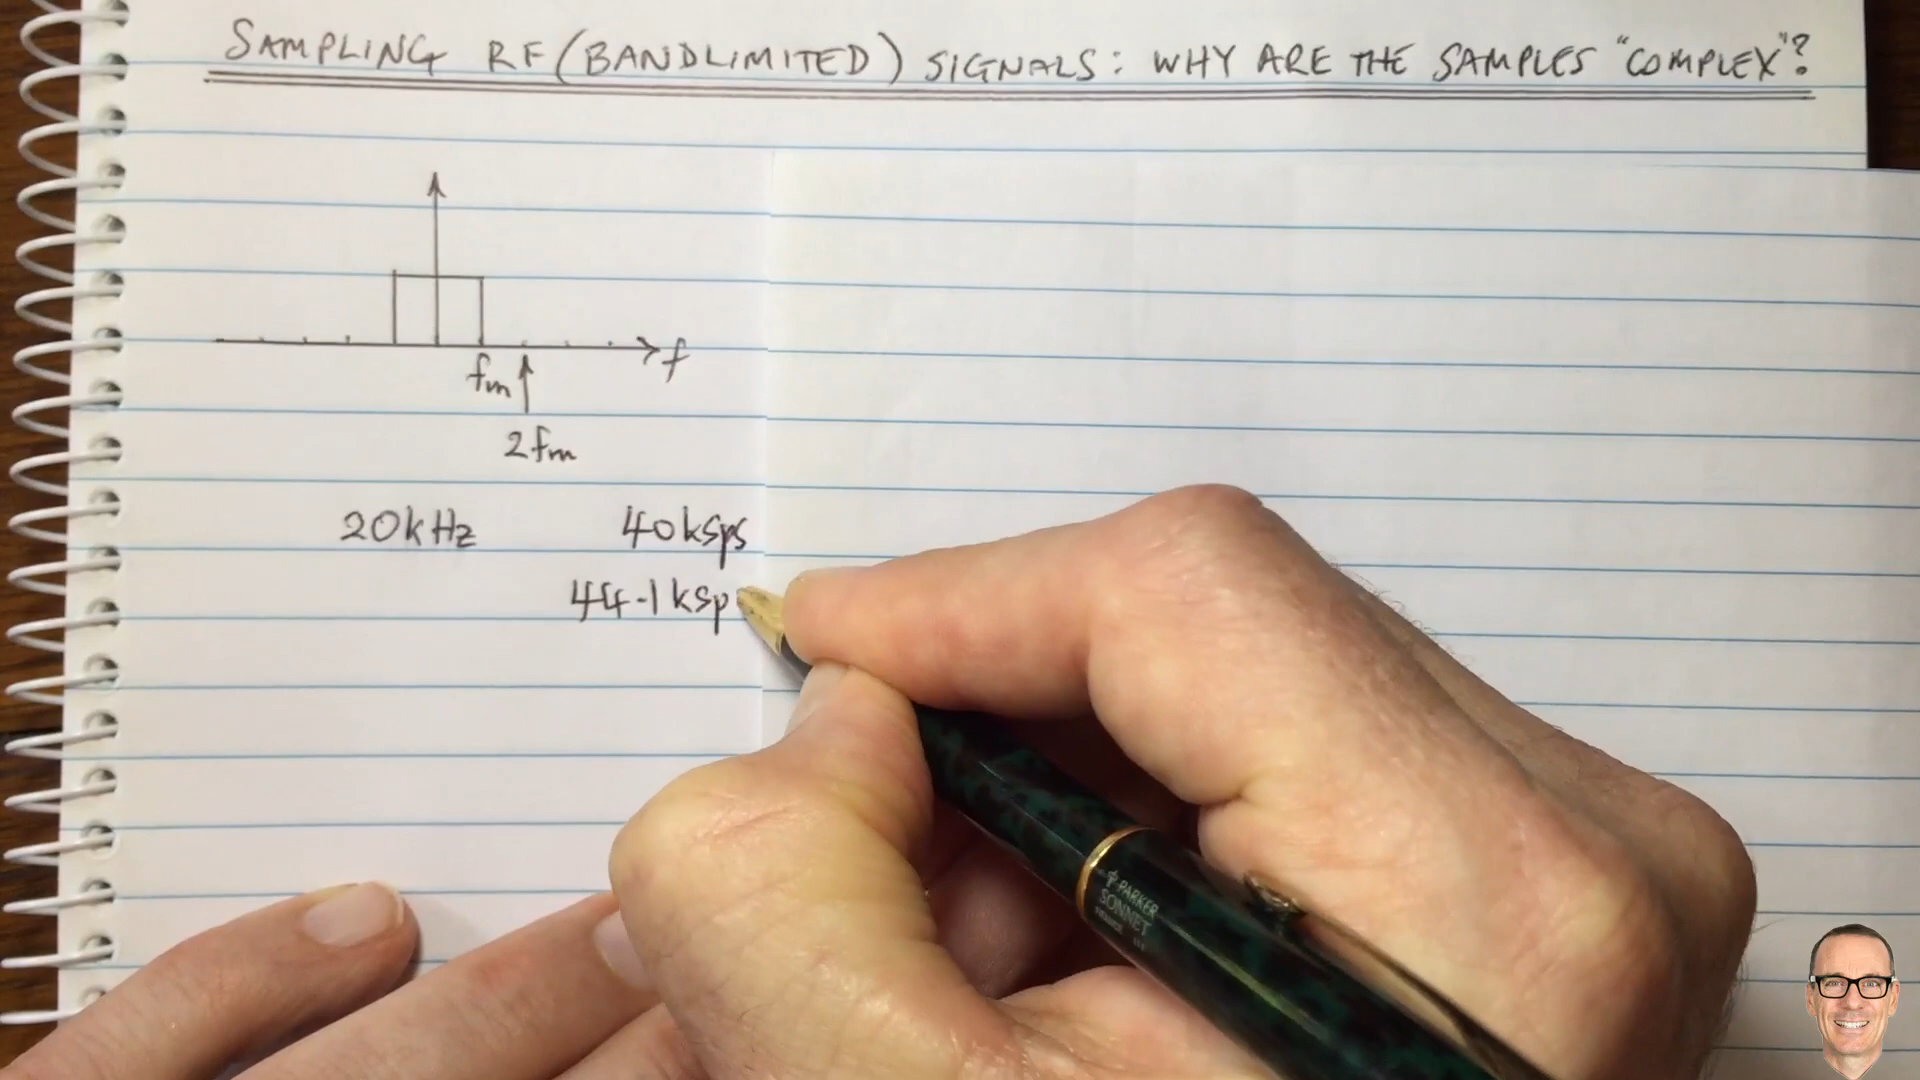 SAMPLING RF (BANDLIMITED) SIGNALS: WHY ARE THE SAMPLES "COMPLEX"?
f
fm
2fm
20kHz 40ksps
44.1ksp
PARKER
SONNET